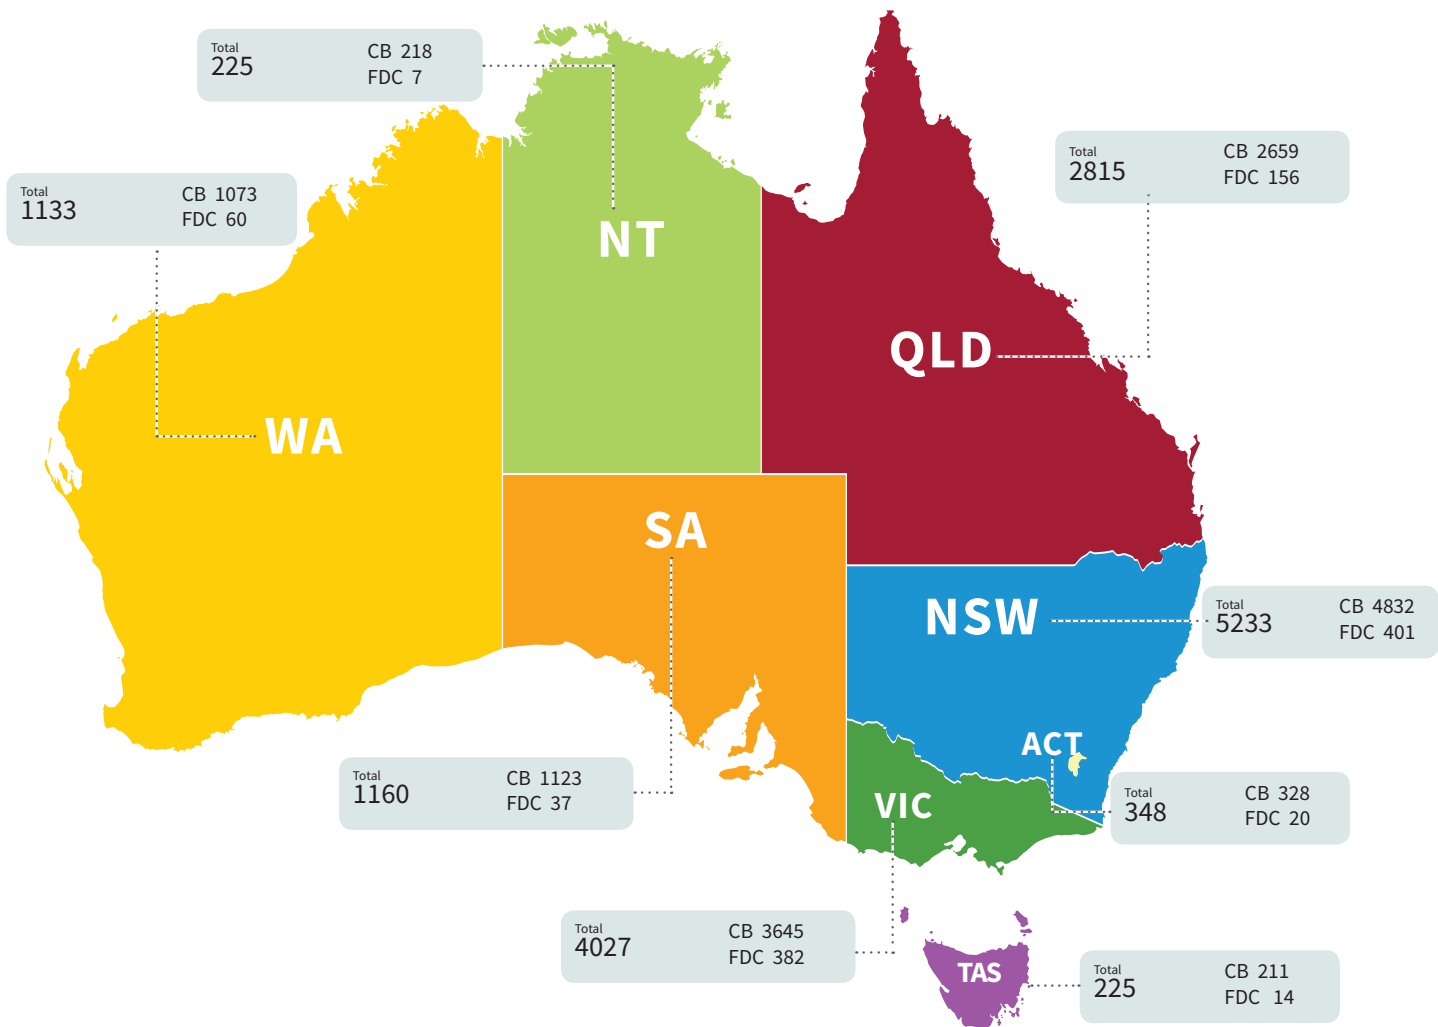 Total
225
CB 218
FDC 7
Total
2815
CB 2659
FDC 156
Total
1133
CB 1073
FDC 60
NT
QLD
WA
SA
NSW
Total
5233
CB 4832
FDC 401
ACT
Total
1160
CB 1123
FDC 37
VIC
Total
348
CB 328
FDC 20
Total
4027
CB 3645
FDC 382
TAS
Total
225
CB 211
FDC 14